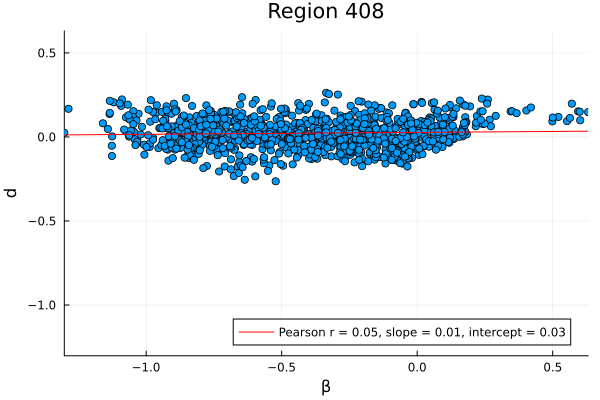 Region 408
0.5
0.0
−0.5
−1.0
d
Pearson r = 0.05, slope = 0.01, intercept = 0.03
−1.0 −0.5 0.0 0.5
β